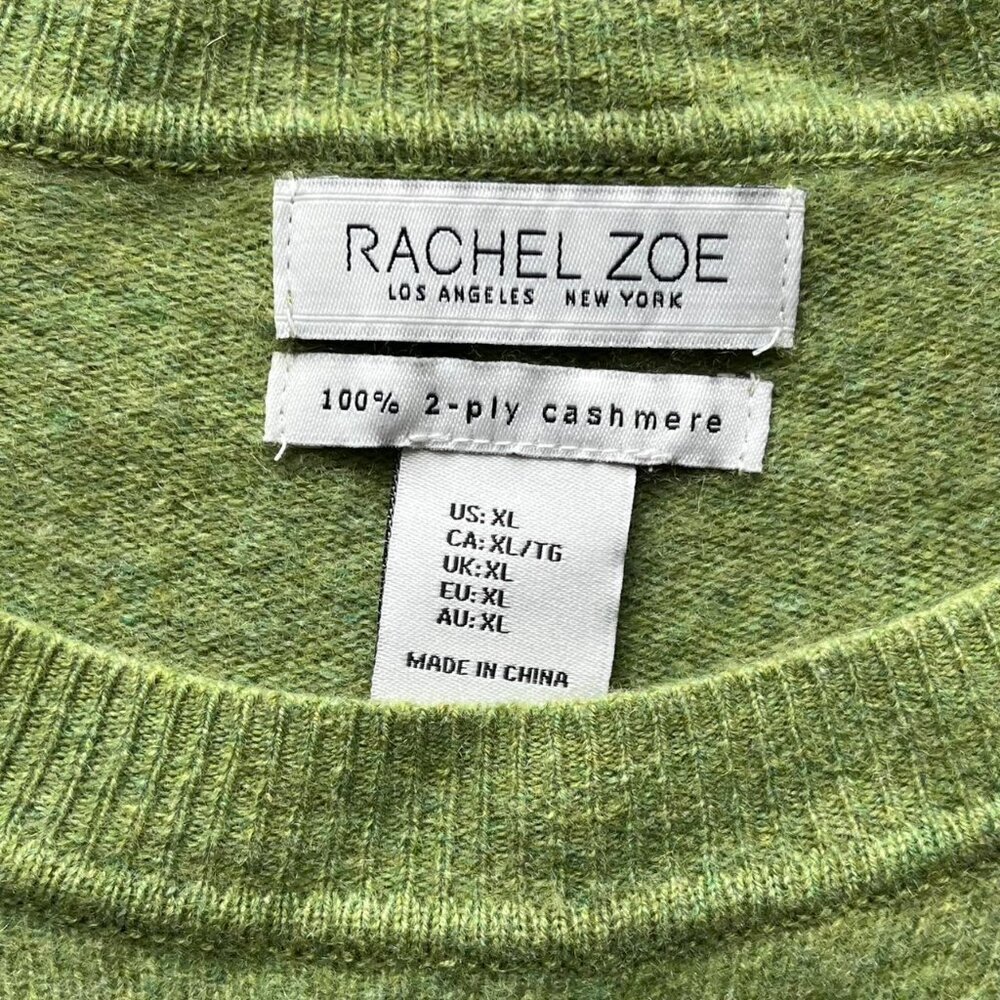 RACHEL ZOE
LOS ANGELES NEW YORK
100% 2-ply cashmere
US: XL
CA: XL/TG
UK: XL
EU: XL
AU: XL
MADE IN CHINA